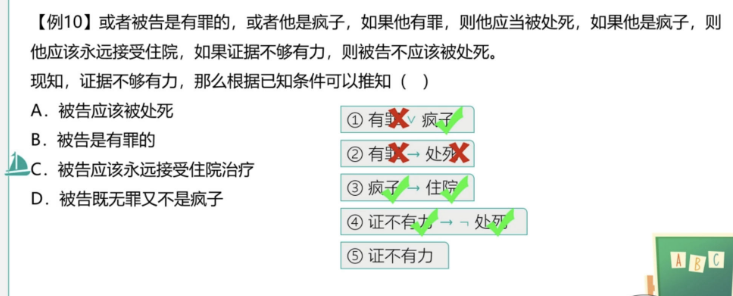 【例10】或者被告是有罪的，或者他是疯子，如果他有罪，则他应当被处死，如果他是疯子，则
他应该永远接受住院，如果证据不够有力，则被告不应该被处死。
现知，证据不够有力，那么根据已知条件可以推知（ ）
A．被告应该被处死
B．被告是有罪的
C．被告应该永远接受住院治疗
D．被告既无罪又不是疯子
① 有罪 ∨ 疯子
② 有罪 → 处死
③ 疯子 → 住院
④ 证不有力 → ¬ 处死
⑤ 证不有力
A B C